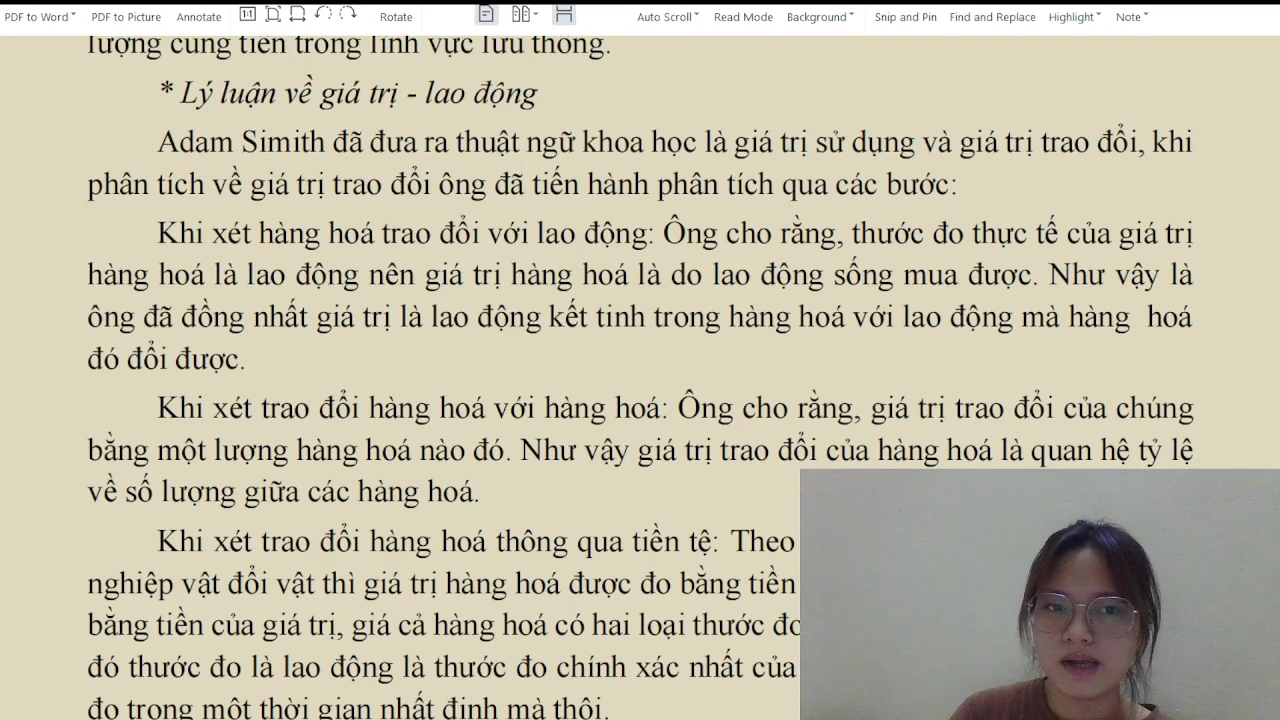 PDF to Word PDF to Picture Annotate 1:1 Rotate Auto Scroll Read Mode Background Snip and Pin Find and Replace Highlight Note
lượng cung tiền trong lĩnh vực lưu thông.
* Lý luận về giá trị - lao động
Adam Simith đã đưa ra thuật ngữ khoa học là giá trị sử dụng và giá trị trao đổi, khi
phân tích về giá trị trao đổi ông đã tiến hành phân tích qua các bước:
Khi xét hàng hoá trao đổi với lao động: Ông cho rằng, thước đo thực tế của giá trị
hàng hoá là lao động nên giá trị hàng hoá là do lao động sống mua được. Như vậy là
ông đã đồng nhất giá trị là lao động kết tinh trong hàng hoá với lao động mà hàng hoá
đó đổi được.
Khi xét trao đổi hàng hoá với hàng hoá: Ông cho rằng, giá trị trao đổi của chúng
bằng một lượng hàng hoá nào đó. Như vậy giá trị trao đổi của hàng hoá là quan hệ tỷ lệ
về số lượng giữa các hàng hoá.
Khi xét trao đổi hàng hoá thông qua tiền tệ: Theo
nghiệp vật đổi vật thì giá trị hàng hoá được đo bằng tiền
bằng tiền của giá trị, giá cả hàng hoá có hai loại thước đo
đó thước đo là lao động là thước đo chính xác nhất của
đo trong một thời gian nhất định mà thôi.